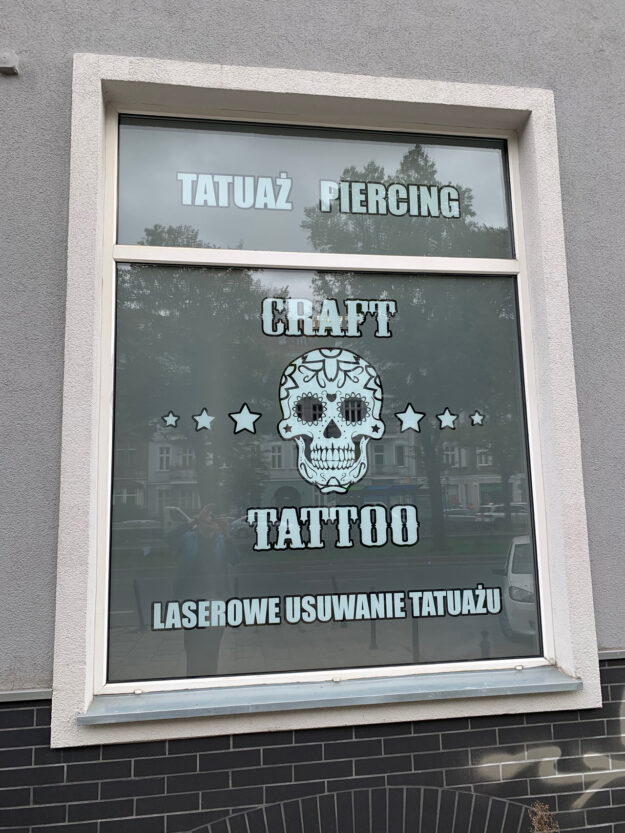 TATUAŻ PIERCING
CRAFT
TATTOO
LASEROWE USUWANIE TATUAŻU